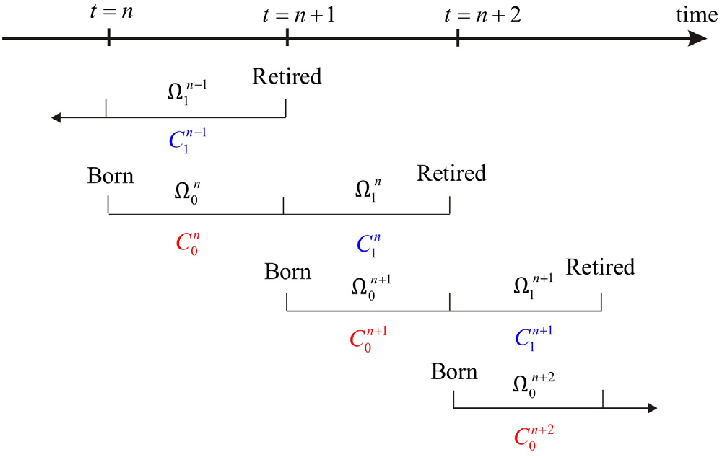 t = n t = n + 1 t = n + 2 time
Retired
Ω₁ⁿ⁻¹
C₁ⁿ⁻¹
Born Ω₀ⁿ Ω₁ⁿ Retired
C₀ⁿ C₁ⁿ
Born Ω₀ⁿ⁺¹ Ω₁ⁿ⁺¹ Retired
C₀ⁿ⁺¹ C₁ⁿ⁺¹
Born Ω₀ⁿ⁺²
C₀ⁿ⁺²